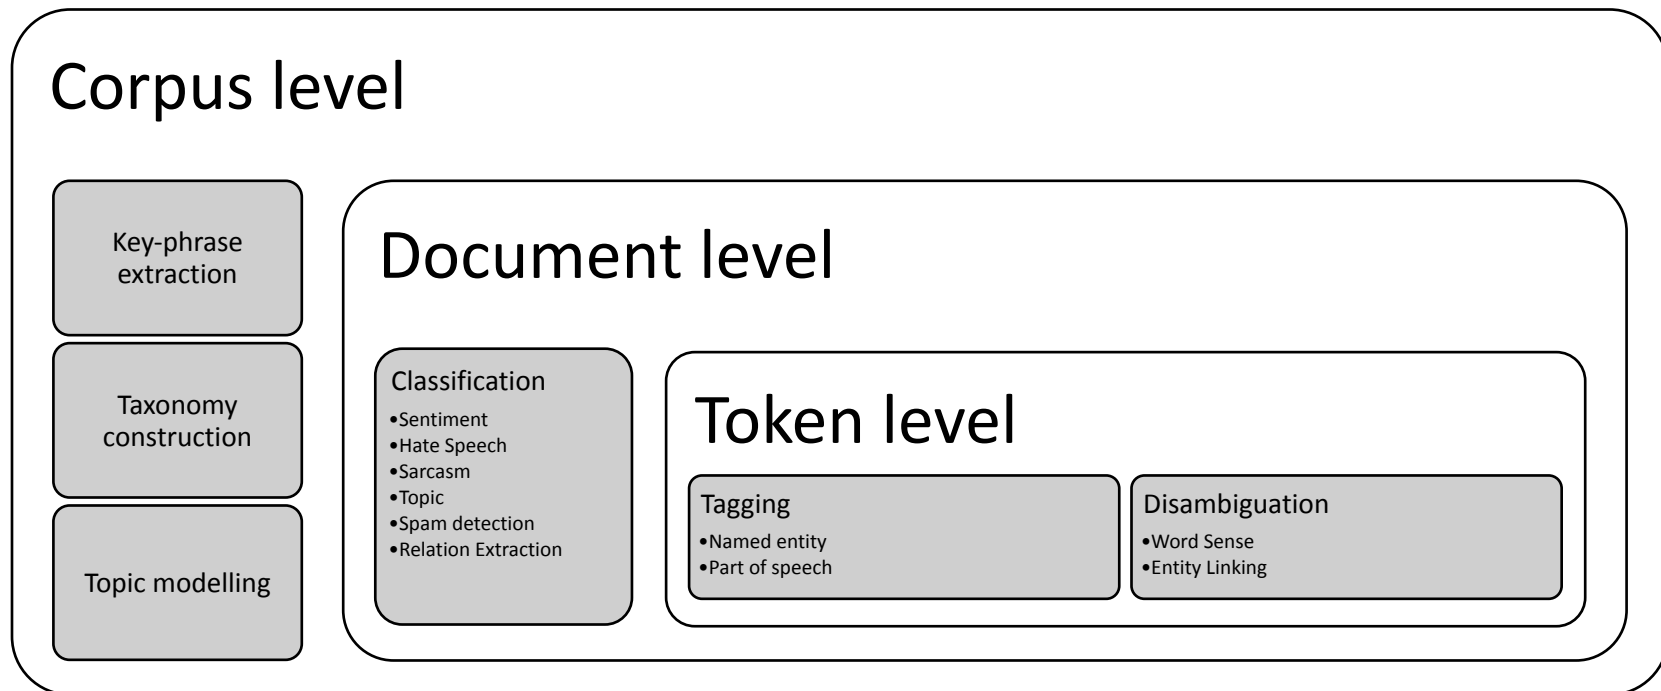 Corpus level
Key-phrase
extraction
Taxonomy
construction
Topic modelling
Document level
Classification
•Sentiment
•Hate Speech
•Sarcasm
•Topic
•Spam detection
•Relation Extraction
Token level
Tagging
•Named entity
•Part of speech
Disambiguation
•Word Sense
•Entity Linking